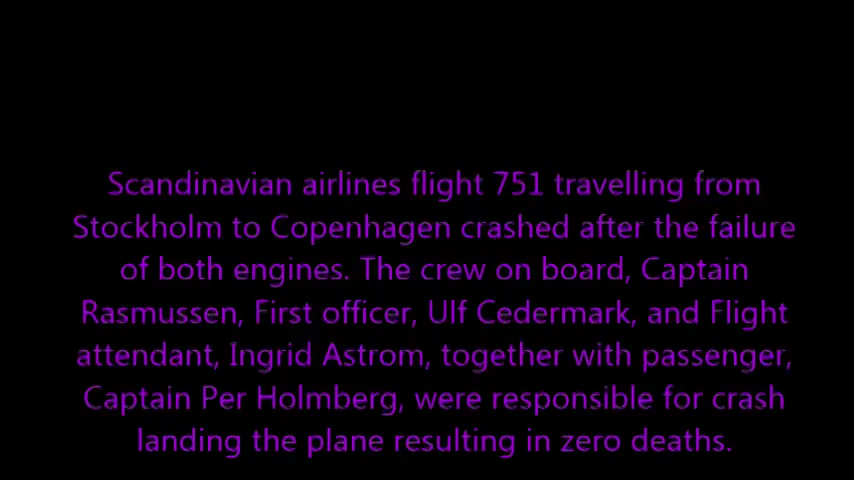 Scandinavian airlines flight 751 travelling from
Stockholm to Copenhagen crashed after the failure
of both engines. The crew on board, Captain
Rasmussen, First officer, Ulf Cedermark, and Flight
attendant, Ingrid Astrom, together with passenger,
Captain Per Holmberg, were responsible for crash
landing the plane resulting in zero deaths.